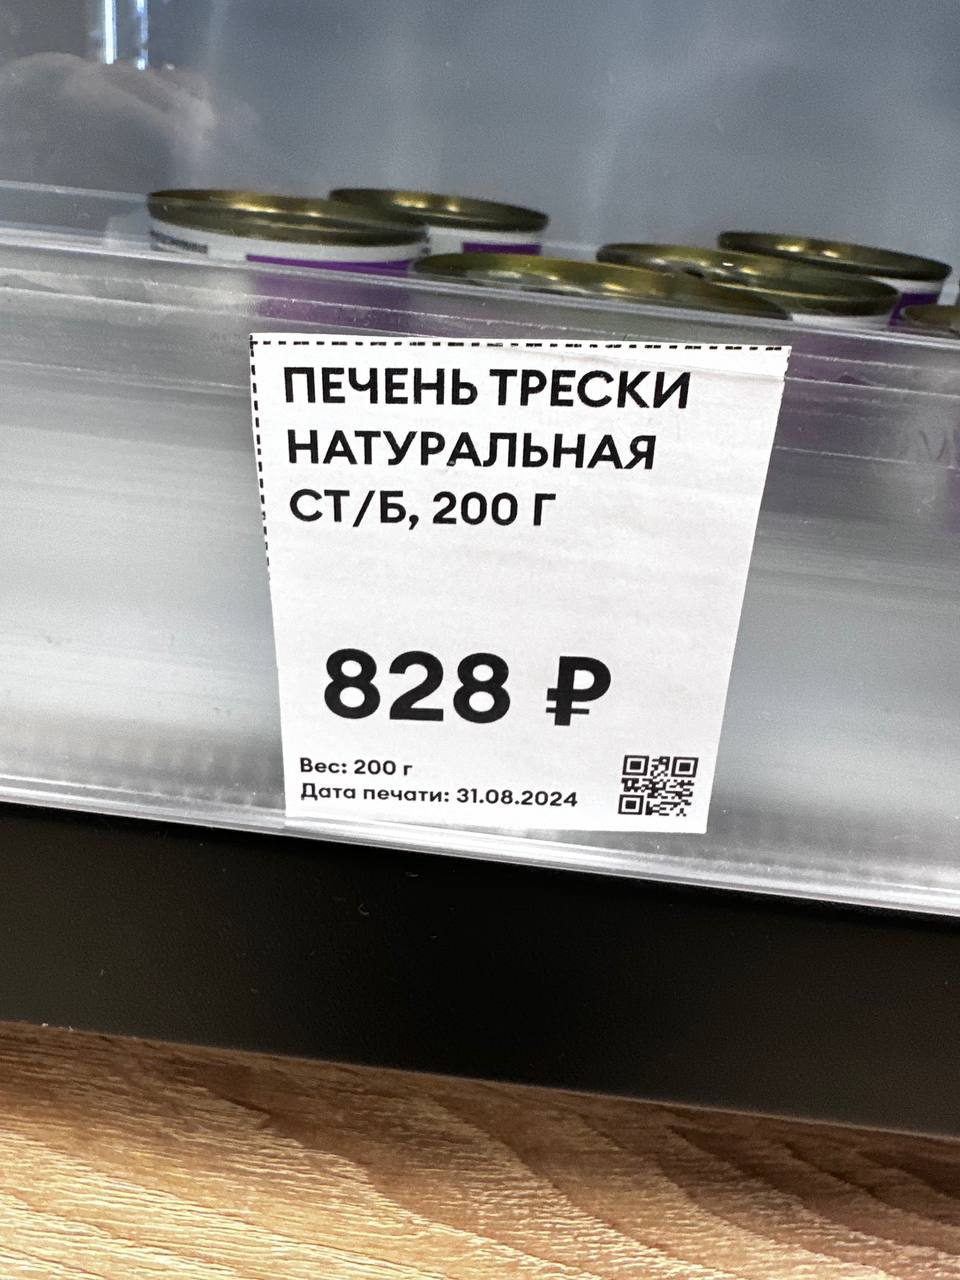 ПЕЧЕНЬ ТРЕСКИ
НАТУРАЛЬНАЯ
СТ/Б, 200 Г
828 ₽
Вес: 200 г
Дата печати: 31.08.2024